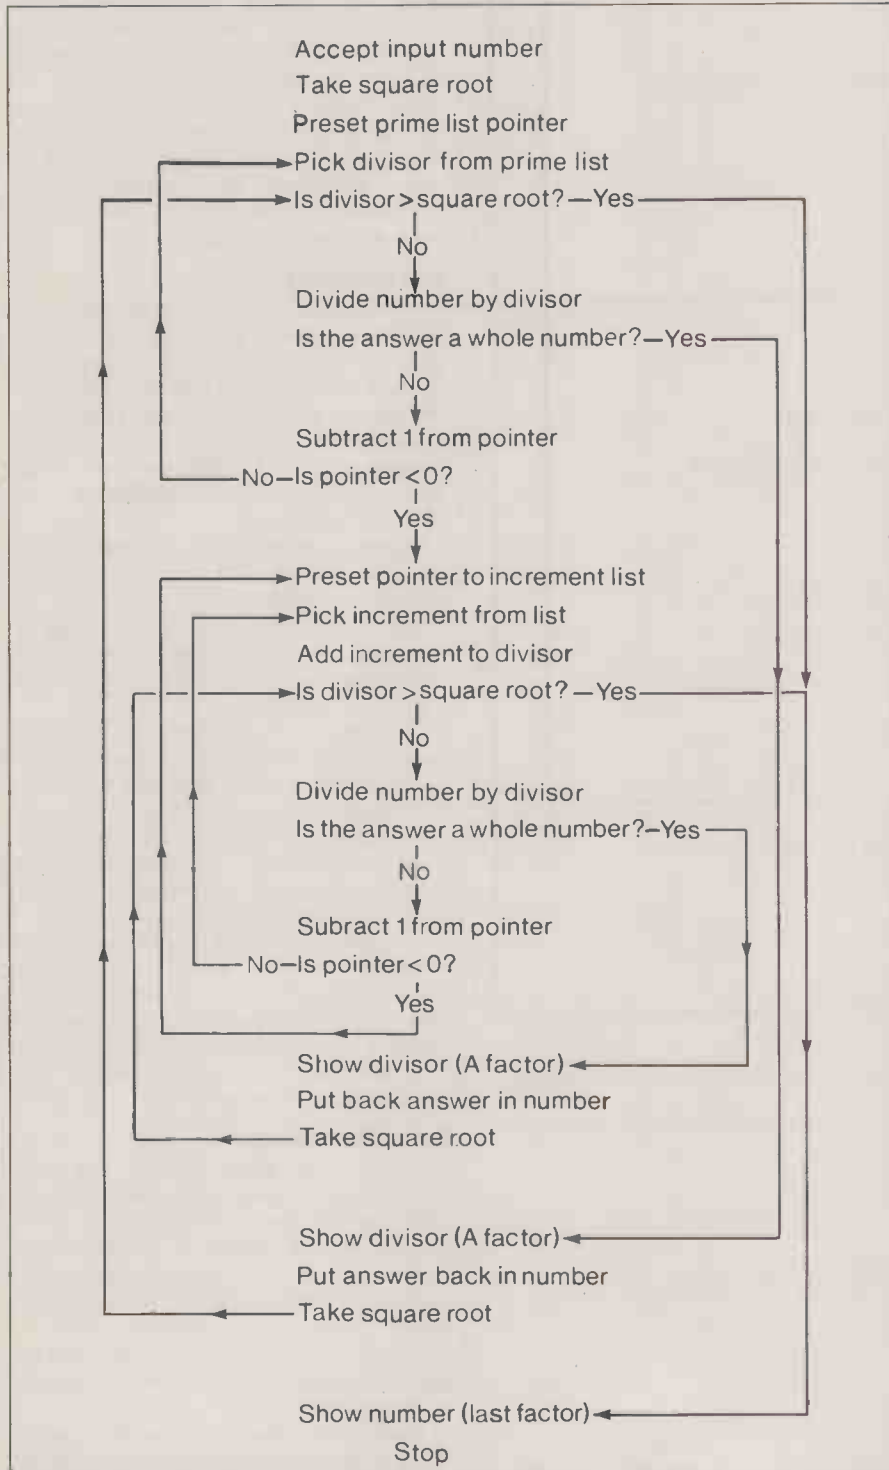 Accept input number
Take square root
Preset prime list pointer
Pick divisor from prime list
Is divisor > square root? — Yes
No
Divide number by divisor
Is the answer a whole number? — Yes
No
Subtract 1 from pointer
No — Is pointer < 0?
Yes
Preset pointer to increment list
Pick increment from list
Add increment to divisor
Is divisor > square root? — Yes
No
Divide number by divisor
Is the answer a whole number? — Yes
No
Subract 1 from pointer
No — Is pointer < 0?
Yes
Show divisor (A factor)
Put back answer in number
Take square root
Show divisor (A factor)
Put answer back in number
Take square root
Show number (last factor)
Stop